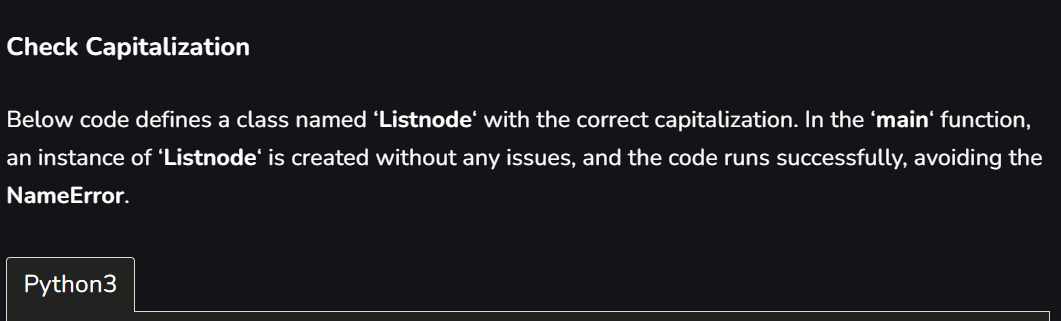 Check Capitalization
Below code defines a class named ‘Listnode‘ with the correct capitalization. In the ‘main‘ function,
an instance of ‘Listnode‘ is created without any issues, and the code runs successfully, avoiding the
NameError.
Python3